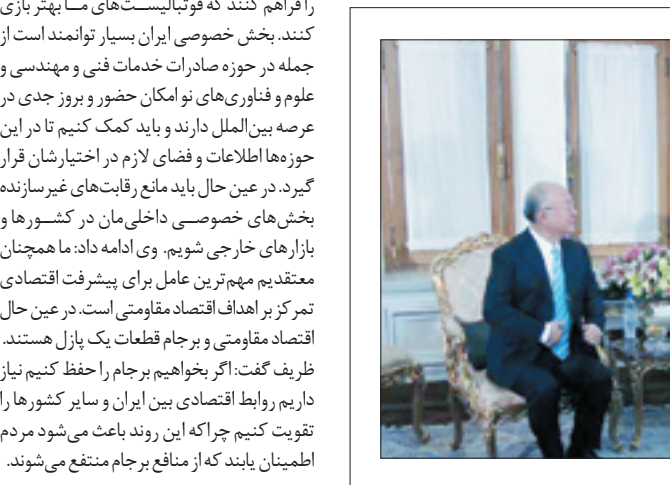 را فراهم کنند که فوتبالیست‌های ما بهتر بازی
کنند. بخش خصوصی ایران بسیار توانمند است از
جمله در حوزه صادرات خدمات فنی و مهندسی و
علوم و فناوری‌های نو امکان حضور و بروز جدی در
عرصه بین‌الملل دارند و باید کمک کنیم تا در این
حوزه‌ها اطلاعات و فضای لازم در اختیارشان قرار
گیرد. در عین حال باید مانع رقابت‌های غیرسازنده
بخش‌های خصوصی داخلی‌مان در کشورها و
بازارهای خارجی شویم. وی ادامه داد: ما همچنان
معتقدیم مهم‌ترین عامل برای پیشرفت اقتصادی
تمرکز بر اهداف اقتصاد مقاومتی است. در عین حال
اقتصاد مقاومتی و برجام قطعات یک پازل هستند.
ظریف گفت: اگر بخواهیم برجام را حفظ کنیم نیاز
داریم روابط اقتصادی بین ایران و سایر کشورها را
تقویت کنیم چراکه این روند باعث می‌شود مردم
اطمینان یابند که از منافع برجام منتفع می‌شوند.